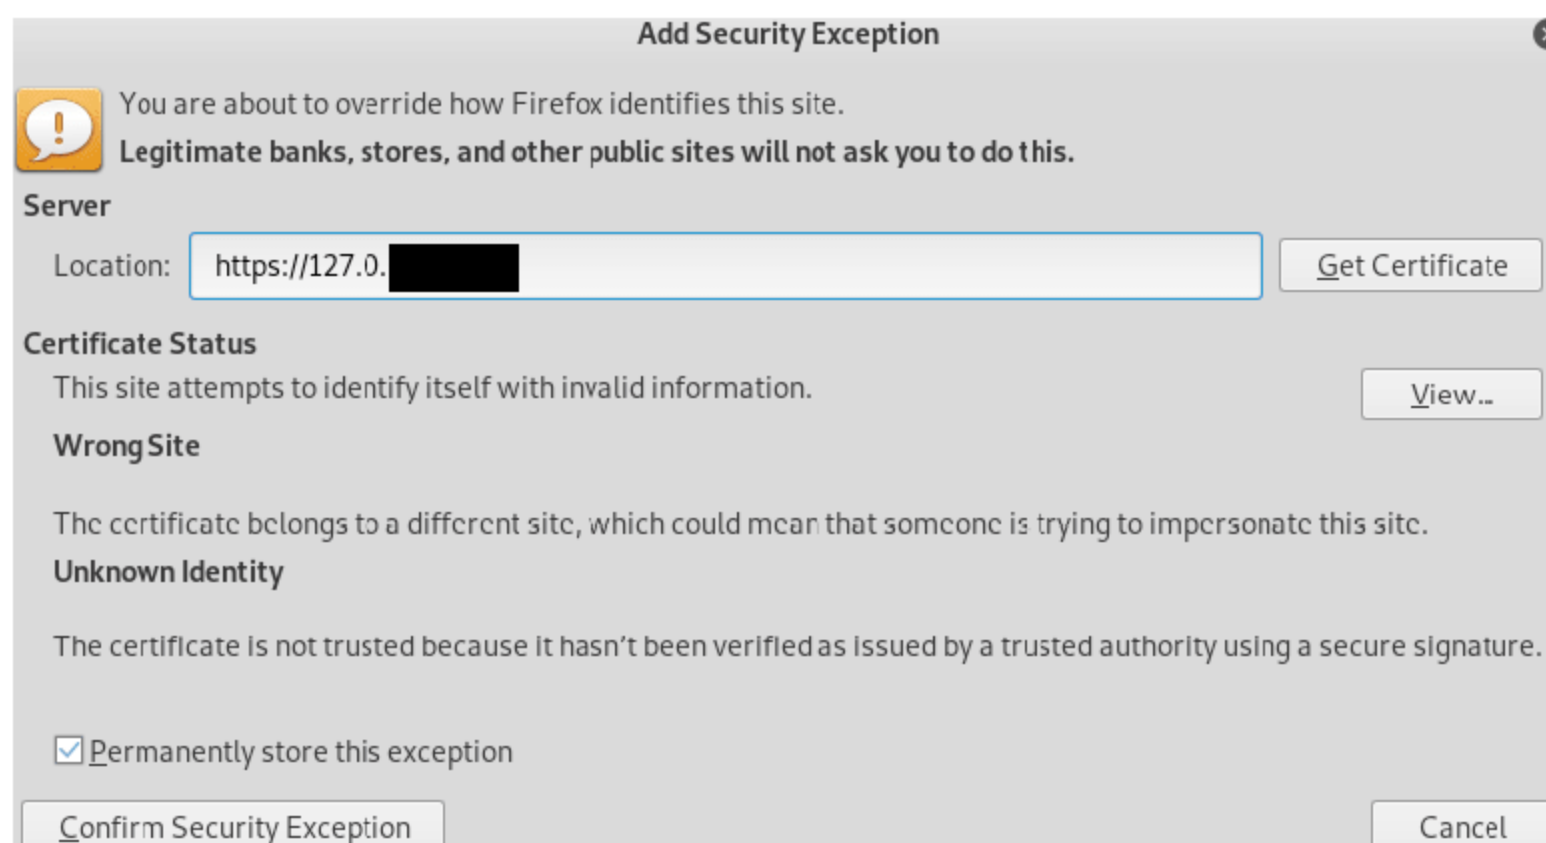 Add Security Exception
You are about to override how Firefox identifies this site.
Legitimate banks, stores, and other public sites will not ask you to do this.
Server
Location: https://127.0. Get Certificate
Certificate Status
This site attempts to identify itself with invalid information.
View...
Wrong Site
The certificate belongs to a different site, which could mean that someone is trying to impersonate this site.
Unknown Identity
The certificate is not trusted because it hasn't been verified as issued by a trusted authority using a secure signature.
Permanently store this exception
Confirm Security Exception Cancel